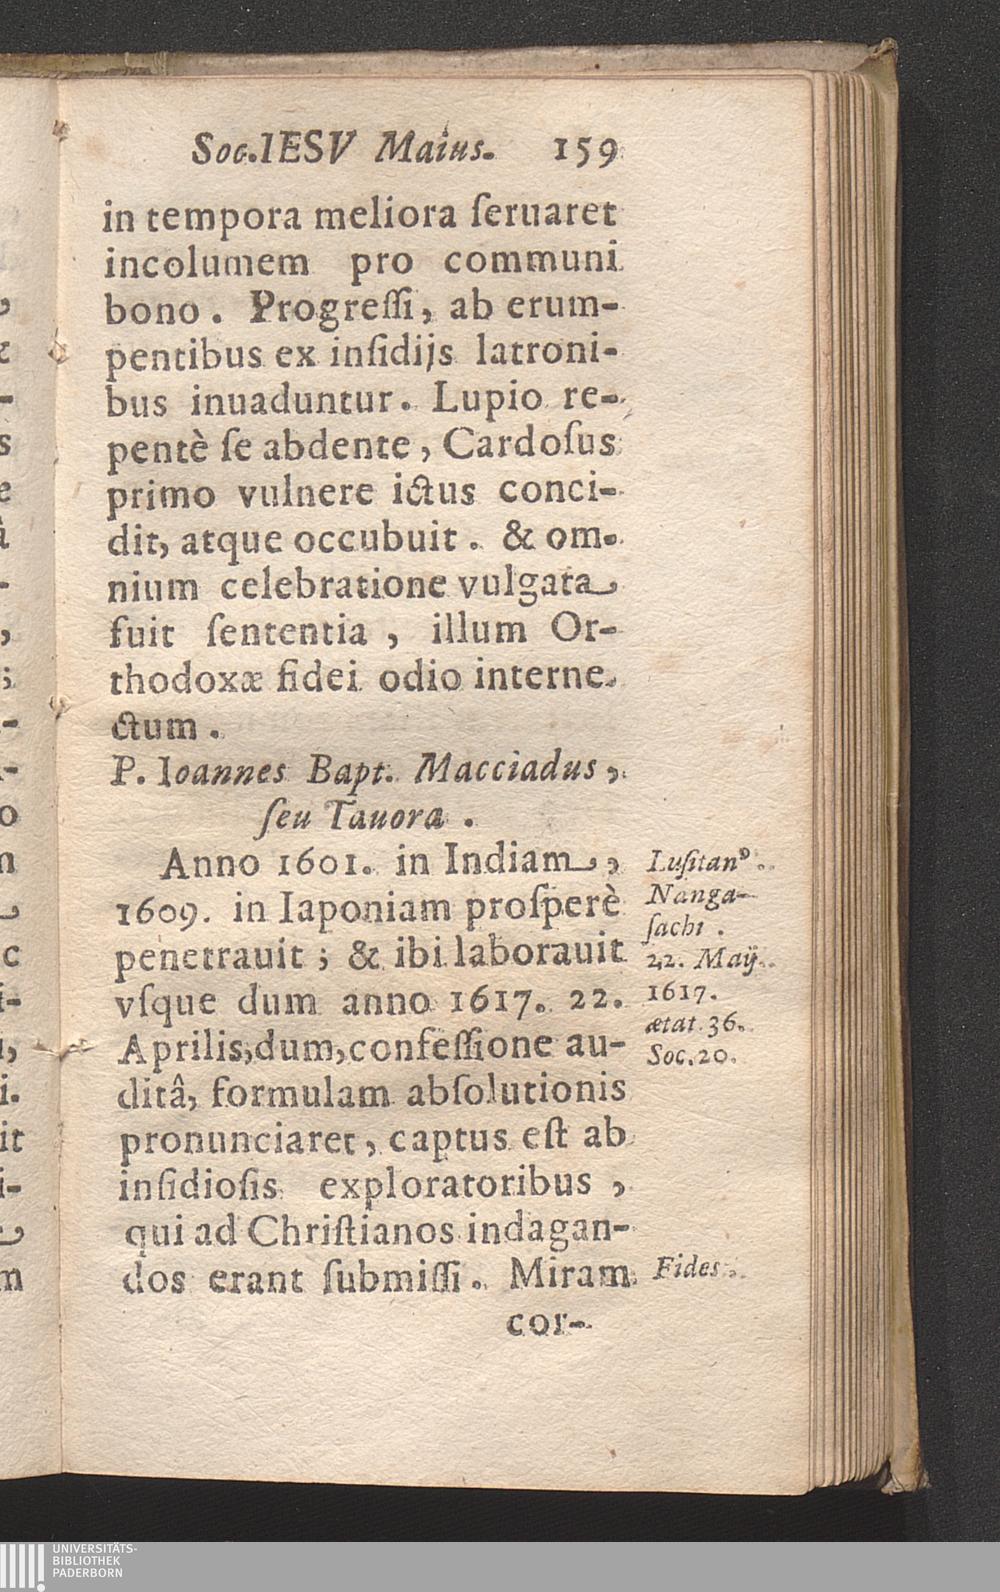 Soc. IESV Maius. 159
in tempora meliora ſeruaret
incolumem pro communi
bono. Progreſſi, ab erum-
pentibus ex inſidijs latroni-
bus inuaduntur. Lupio re-
pentè ſe abdente, Cardoſus
primo vulnere ictus conci-
dit, atque occubuit. & om-
nium celebratione vulgata
fuit ſententia, illum Or-
thodoxæ fidei odio interne-
ctum.
P. Ioannes Bapt. Macciadus,
ſeu Tauora.
Anno 1601. in Indiam,
1609. in Iaponiam proſperè
penetrauit; & ibi laborauit
vſque dum anno 1617. 22.
Aprilis, dum, confeſſione au-
ditâ, formulam abſolutionis
pronunciaret, captus eſt ab
inſidioſis exploratoribus,
qui ad Chriſtianos indagan-
dos erant ſubmiſſi. Miram
cor-
Luſitanꝰ.
Nanga-
ſachi.
22. Maij.
1617.
ætat. 36.
Soc. 20.
Fides.
UNIVERSITÄTS-
BIBLIOTHEK
PADERBORN